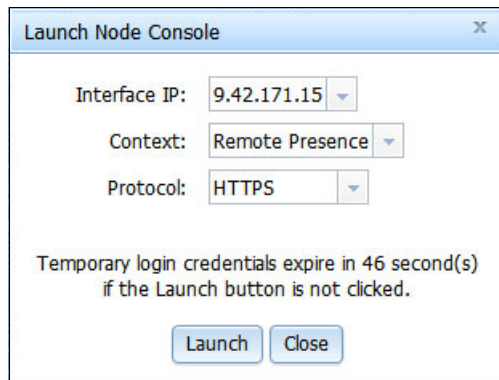 Launch Node Console
x
Interface IP: 9.42.171.15
Context: Remote Presence
Protocol: HTTPS
Temporary login credentials expire in 46 second(s)
if the Launch button is not clicked.
Launch Close